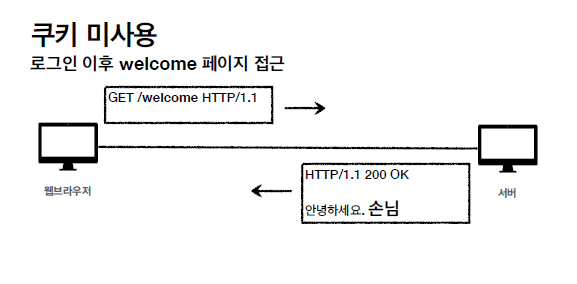 쿠키 미사용
로그인 이후 welcome 페이지 접근
GET /welcome HTTP/1.1
웹브라우저
서버
HTTP/1.1 200 OK
안녕하세요. 손님